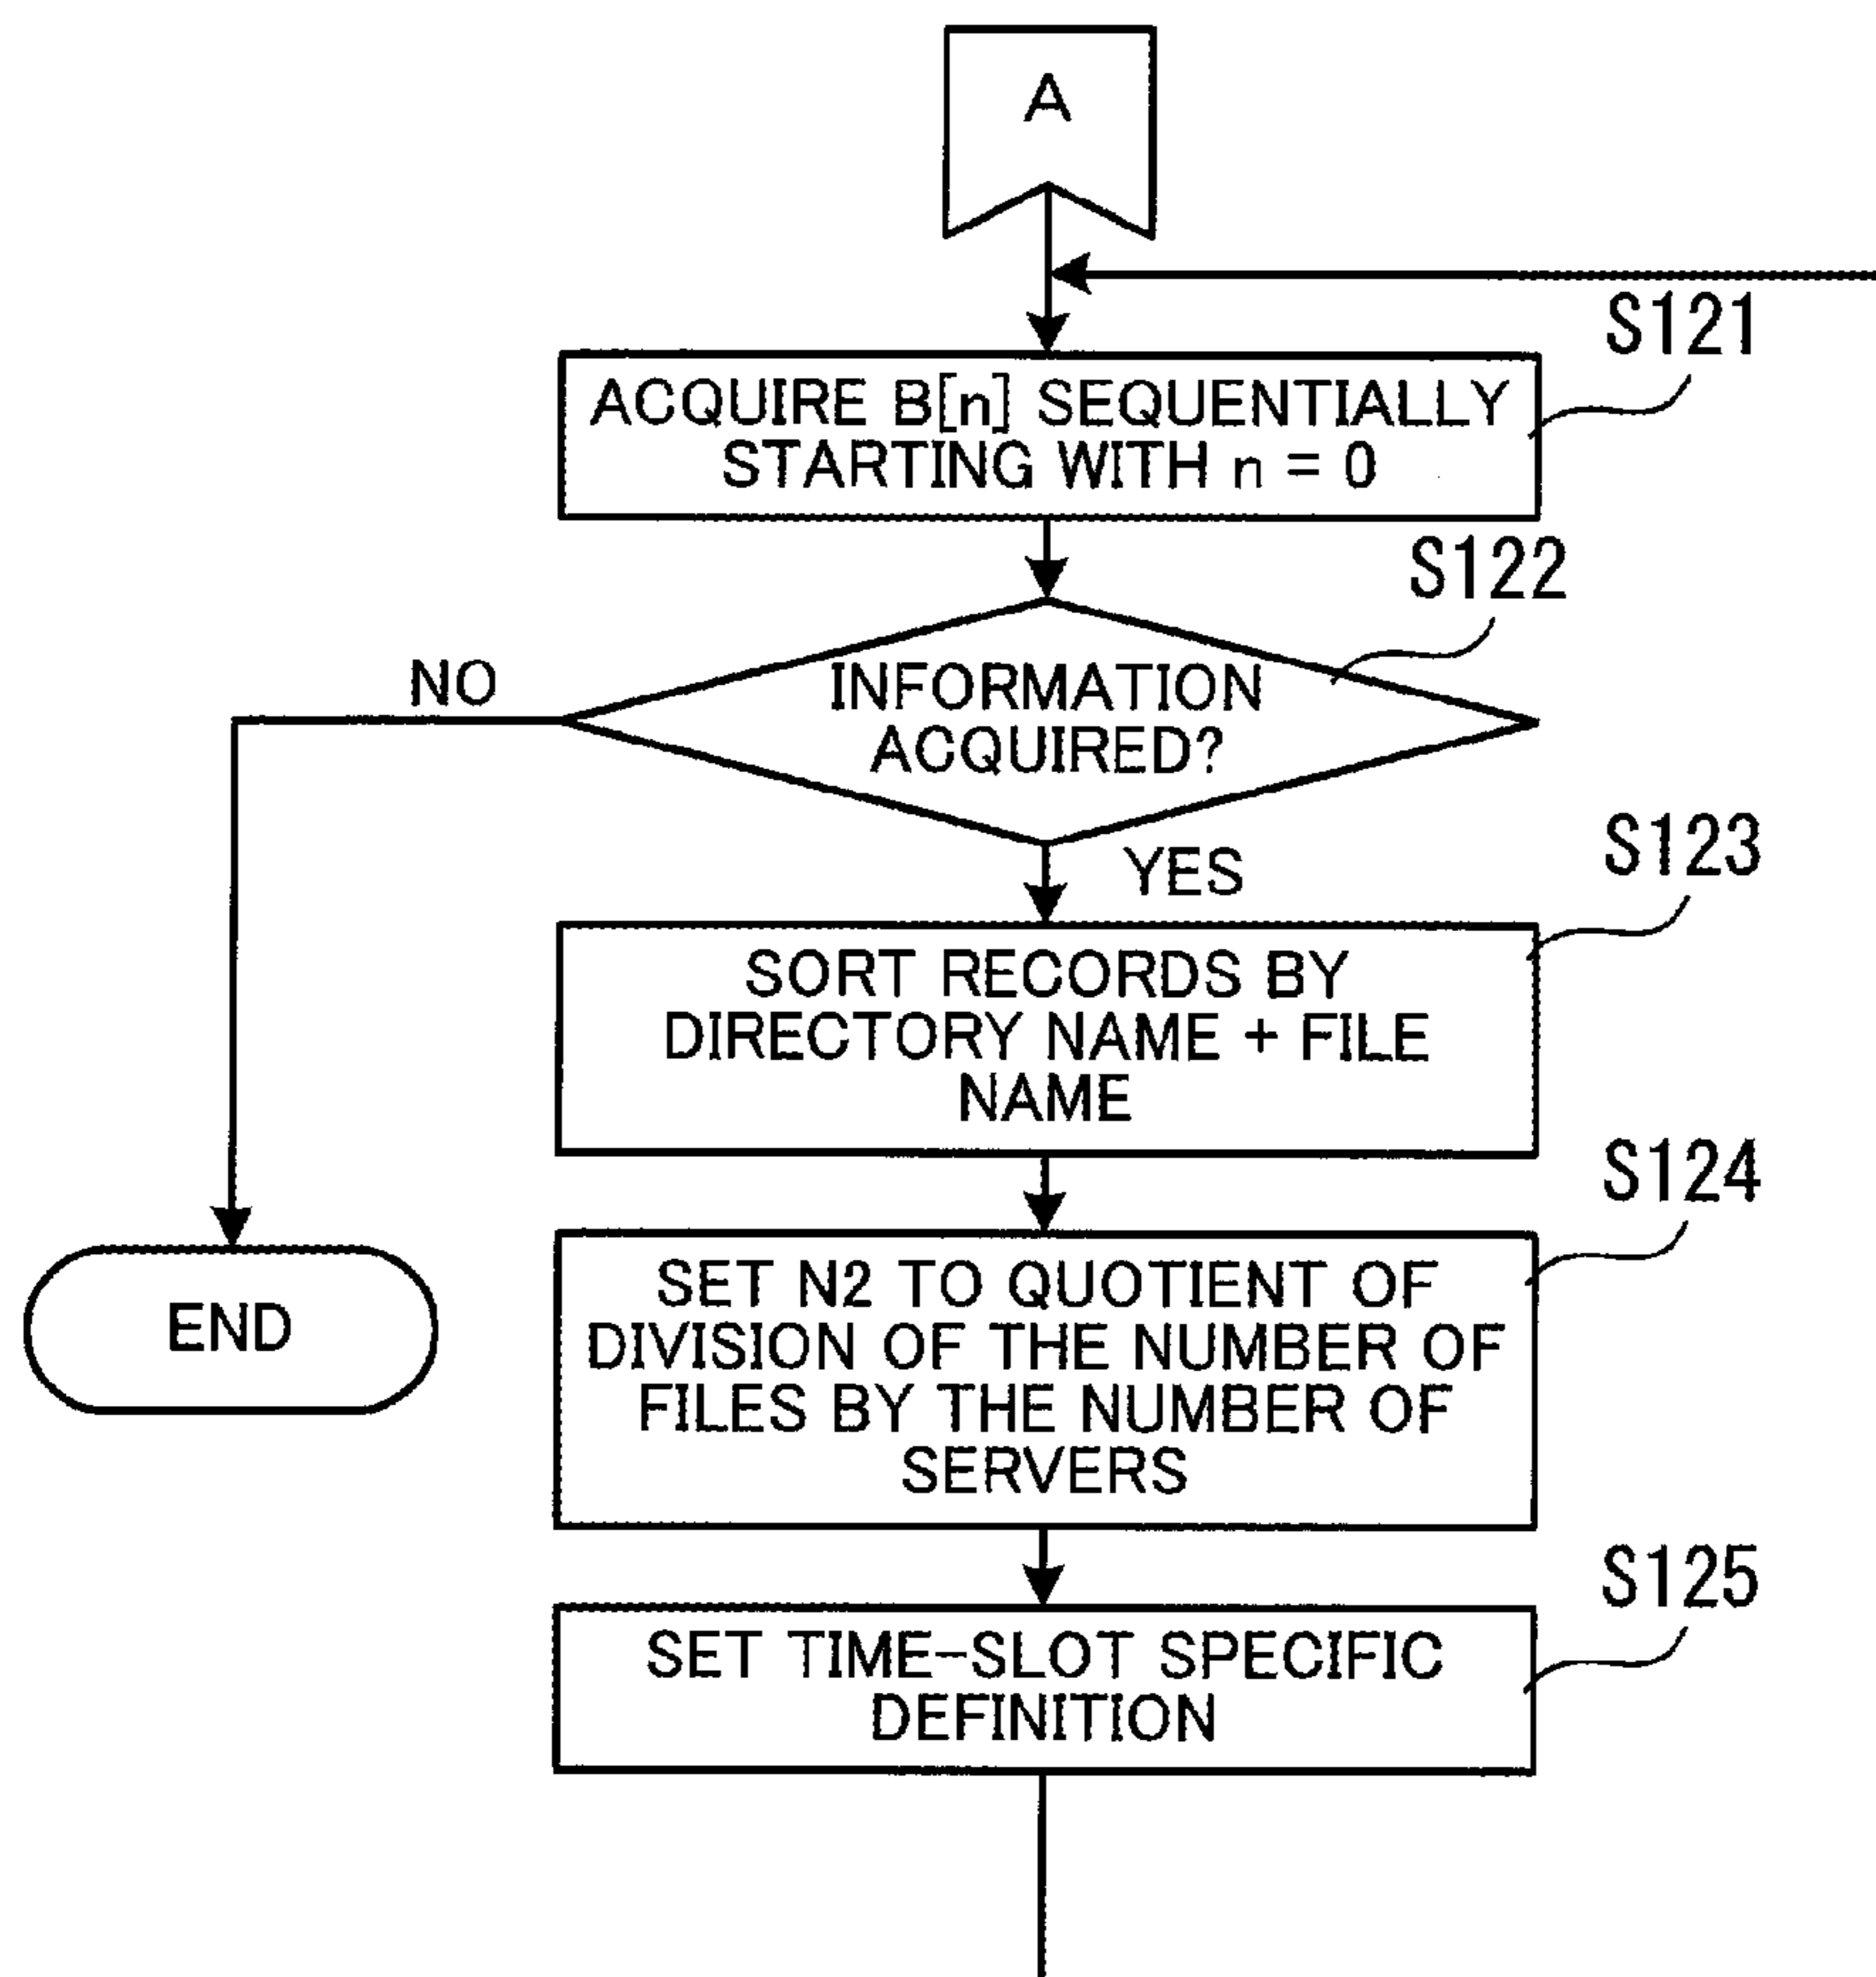 A
S121
ACQUIRE B[n] SEQUENTIALLY
STARTING WITH n = 0
S122
NO
INFORMATION
ACQUIRED?
YES
S123
SORT RECORDS BY
DIRECTORY NAME + FILE
NAME
S124
SET N2 TO QUOTIENT OF
DIVISION OF THE NUMBER OF
FILES BY THE NUMBER OF
SERVERS
END
S125
SET TIME-SLOT SPECIFIC
DEFINITION